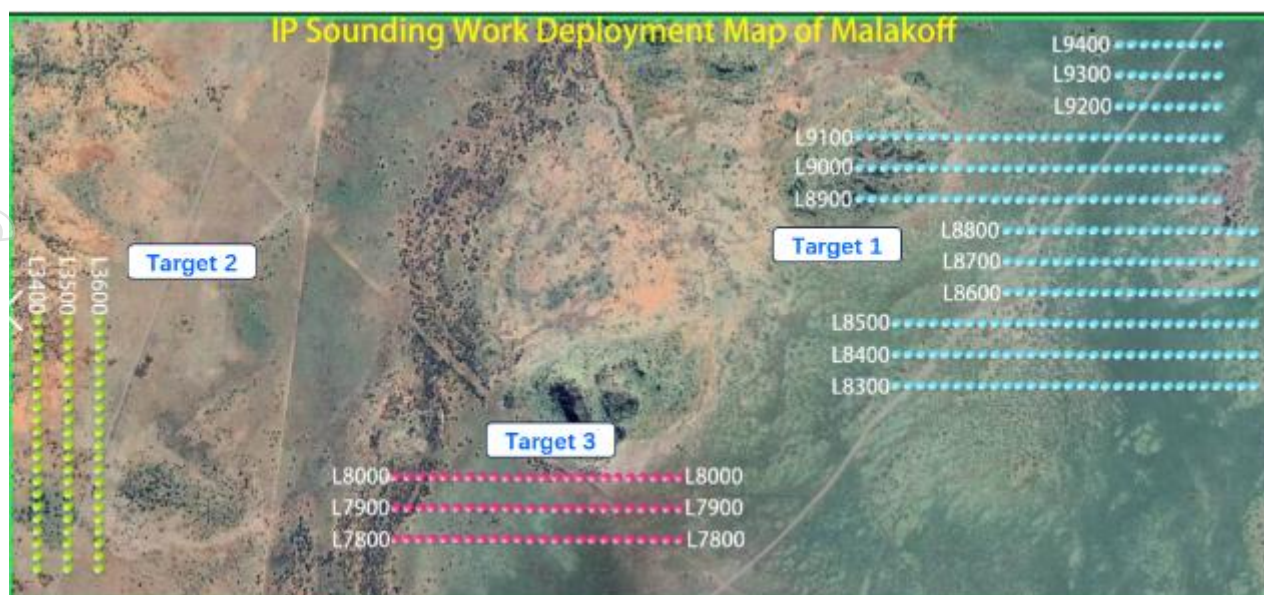 IP Sounding Work Deployment Map of Malakoff
L9400
L9300
L9200
L9100
L9000
L8900
L8800
L8700
L8600
L8500
L8400
L8300
Target 1
Target 2
L3400
L3500
L3600
Target 3
L8000 L8000
L7900 L7900
L7800 L7800